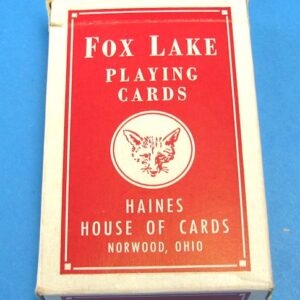 FOX LAKE
PLAYING
CARDS
HAINES
HOUSE OF CARDS
NORWOOD, OHIO